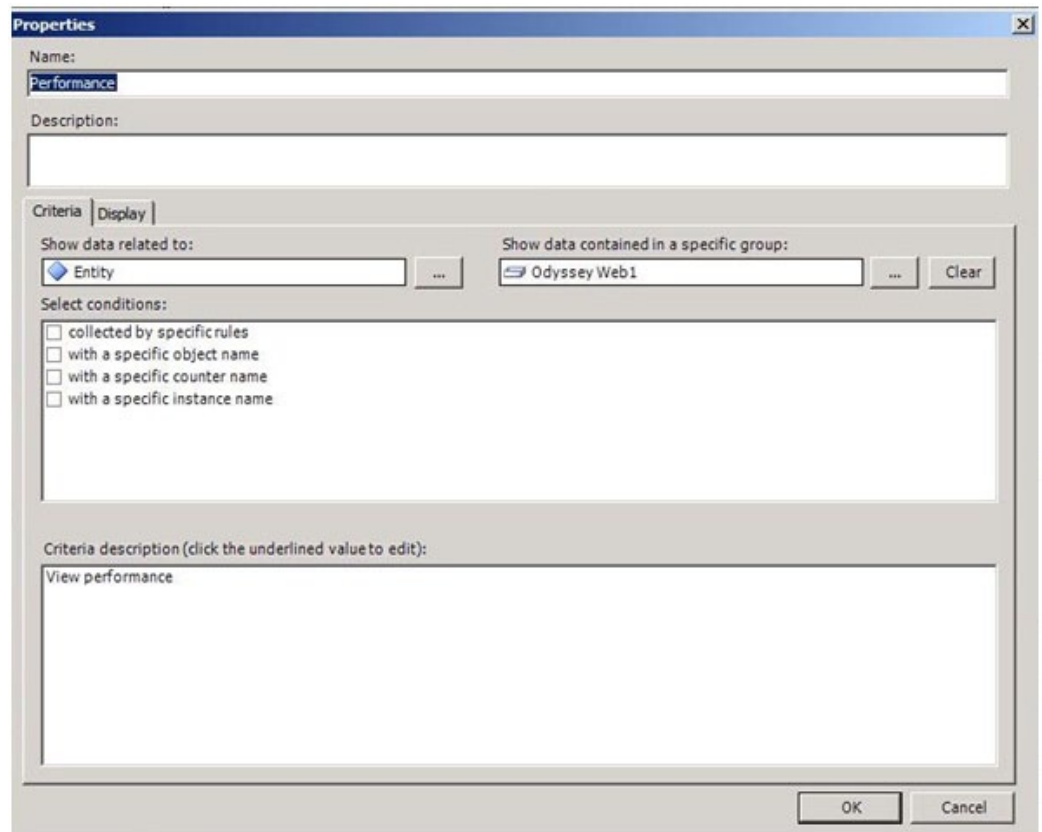 Properties
Name:
Performance
Description:
Criteria Display
Show data related to: Show data contained in a specific group:
Entity ... Odyssey Web1 ... Clear
Select conditions:
collected by specific rules
with a specific object name
with a specific counter name
with a specific instance name
Criteria description (click the underlined value to edit):
View performance
OK Cancel